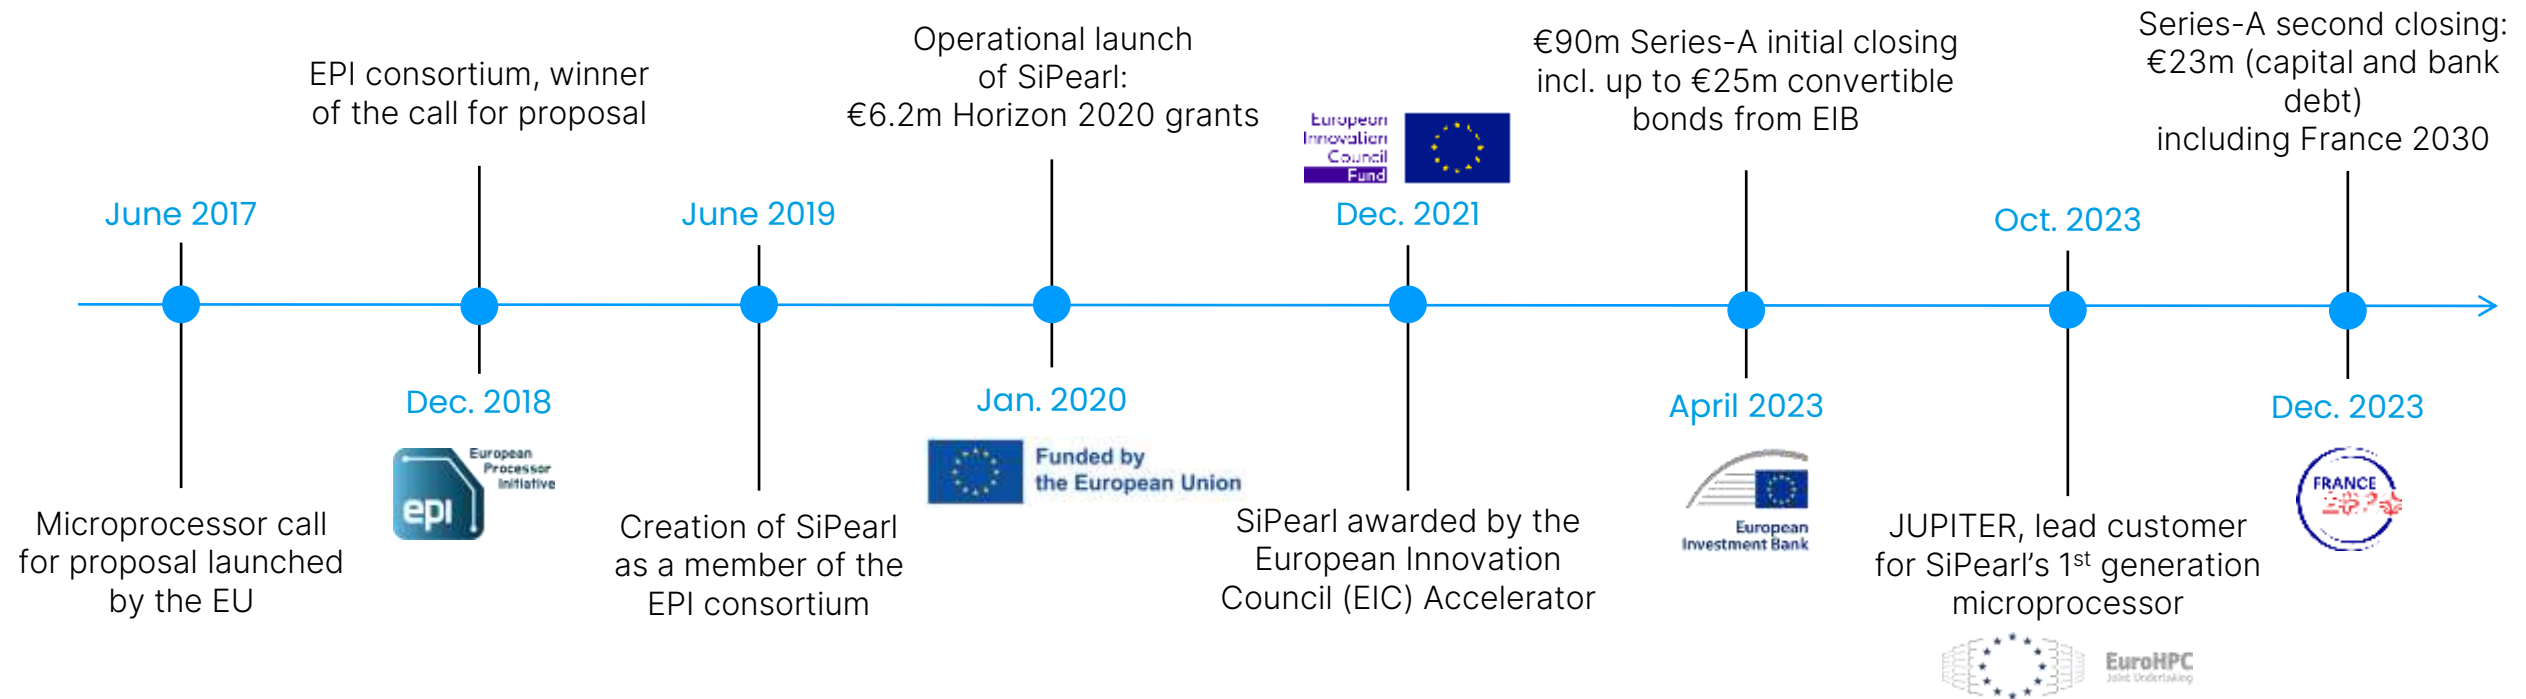 June 2017
Microprocessor call
for proposal launched
by the EU
EPI consortium, winner
of the call for proposal
Dec. 2018
epi
European
Processor
Initiative
June 2019
Creation of SiPearl
as a member of the
EPI consortium
Operational launch
of SiPearl:
€6.2m Horizon 2020 grants
Jan. 2020
Funded by
the European Union
European
Innovation
Council
Fund
Dec. 2021
SiPearl awarded by the
European Innovation
Council (EIC) Accelerator
€90m Series-A initial closing
incl. up to €25m convertible
bonds from EIB
April 2023
European
Investment Bank
Oct. 2023
JUPITER, lead customer
for SiPearl’s 1st generation
microprocessor
EuroHPC
Joint Undertaking
Series-A second closing:
€23m (capital and bank
debt)
including France 2030
Dec. 2023
FRANCE